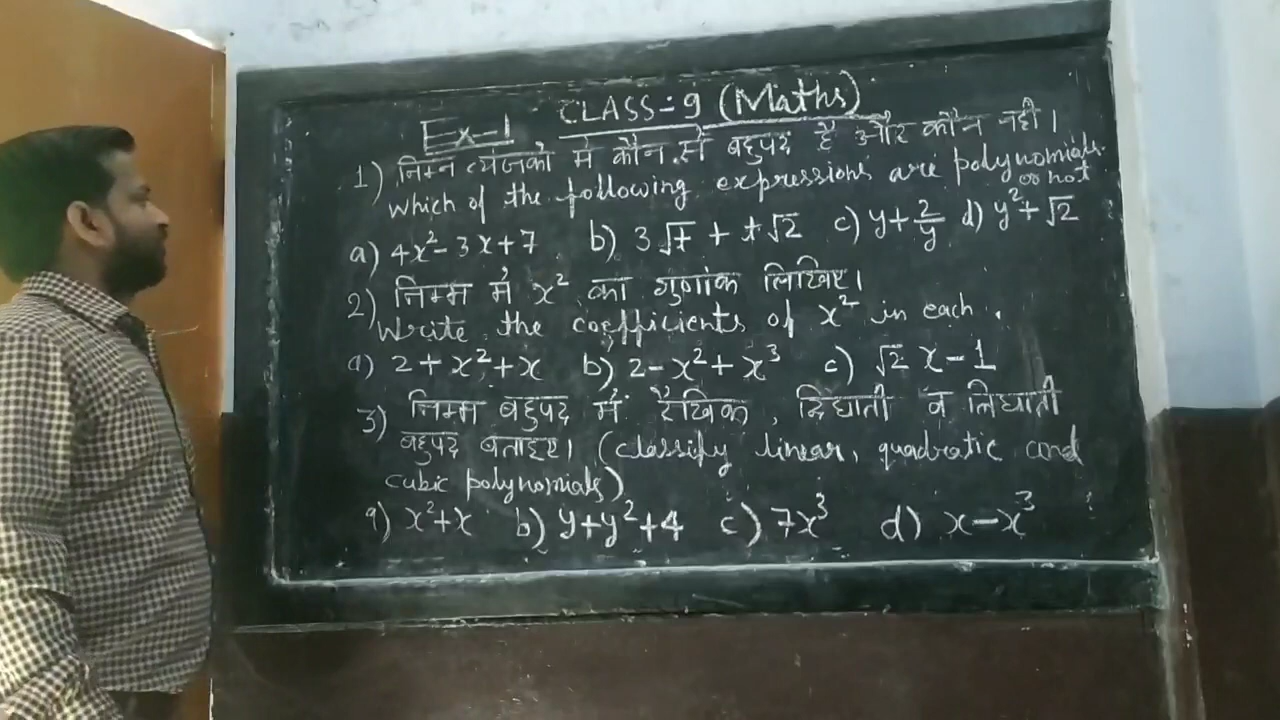 CLASS-9 (Maths)
Ex-1
1) निम्न व्यंजकों में कौन से बहुपद है और कौन नहीं।
which of the following expressions are polynomials
or not
a) 4x²-3x+7 b) 3√t + t√2 c) y+2/y d) y²+√2
2) निम्म में x² का गुणांक लिखिए।
Write the coefficients of x² in each.
a) 2+x²+x b) 2-x²+x³ c) √2 x-1
3) निम्म बहुपद में रैखिक, द्विघाती व त्रिघाती
बहुपद बताइए। (classify linear, quadratic and
cubic polynomials)
a) x²+x b) y+y²+4 c) 7x³ d) x-x³